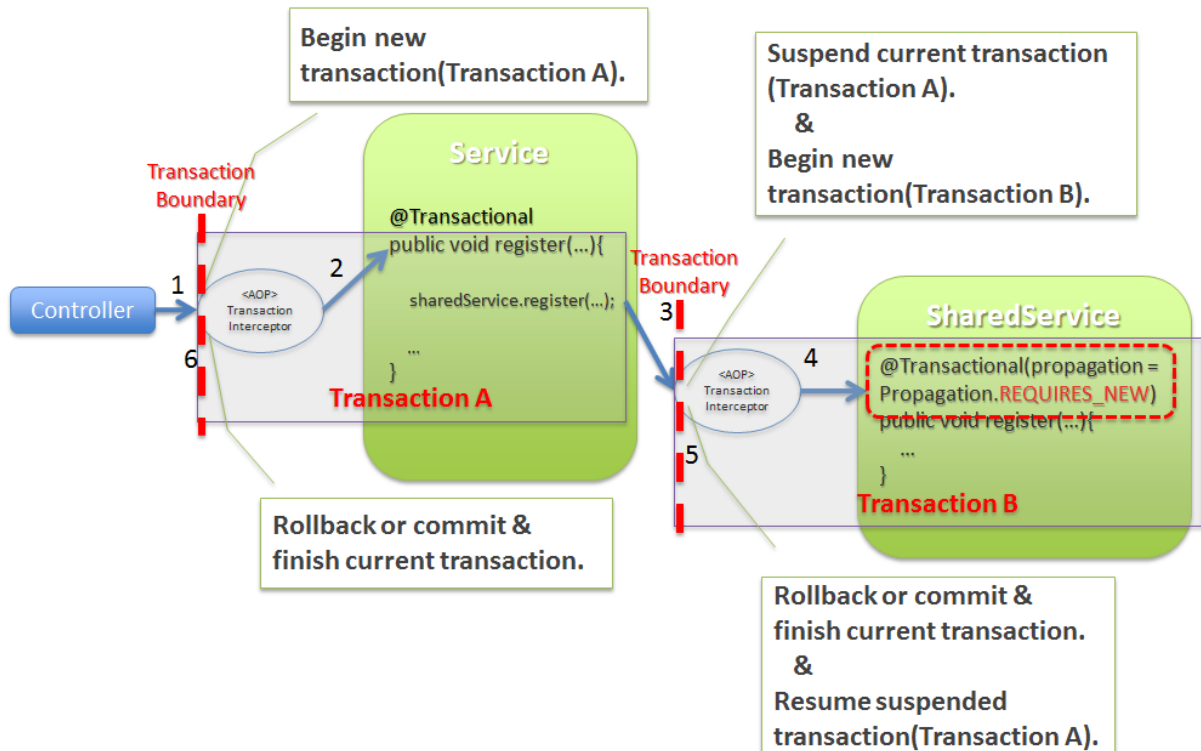 Begin new
transaction(Transaction A).
Suspend current transaction
(Transaction A).
&
Begin new
transaction(Transaction B).
Service
Transaction
Boundary
@Transactional
public void register(...){
sharedService.register(...);
...
}
Transaction A
1
2
Controller
<AOP>
Transaction
Interceptor
6
Transaction
Boundary
3
SharedService
4
@Transactional(propagation =
Propagation.REQUIRES_NEW)
public void register(...){
...
}
Transaction B
<AOP>
Transaction
Interceptor
5
Rollback or commit &
finish current transaction.
Rollback or commit &
finish current transaction.
&
Resume suspended
transaction(Transaction A).